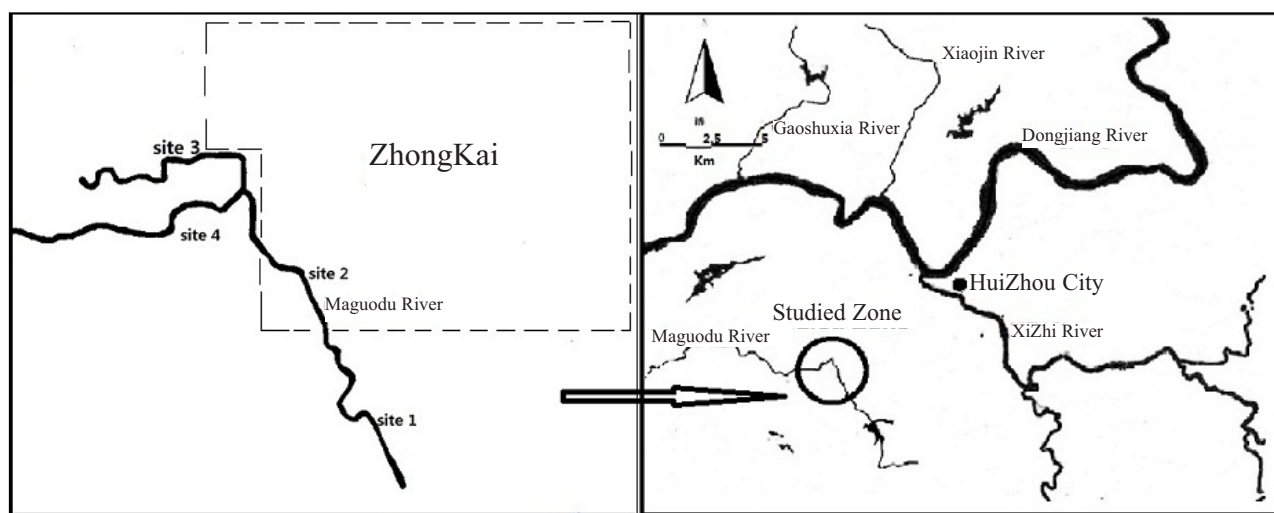 site 3
ZhongKai
site 4
site 2
Maguodu River
site 1
Xiaojin River
Gaoshuxia River
0 2,5 5
Km
Dongjiang River
HuiZhou City
Studied Zone
XiZhi River
Maguodu River